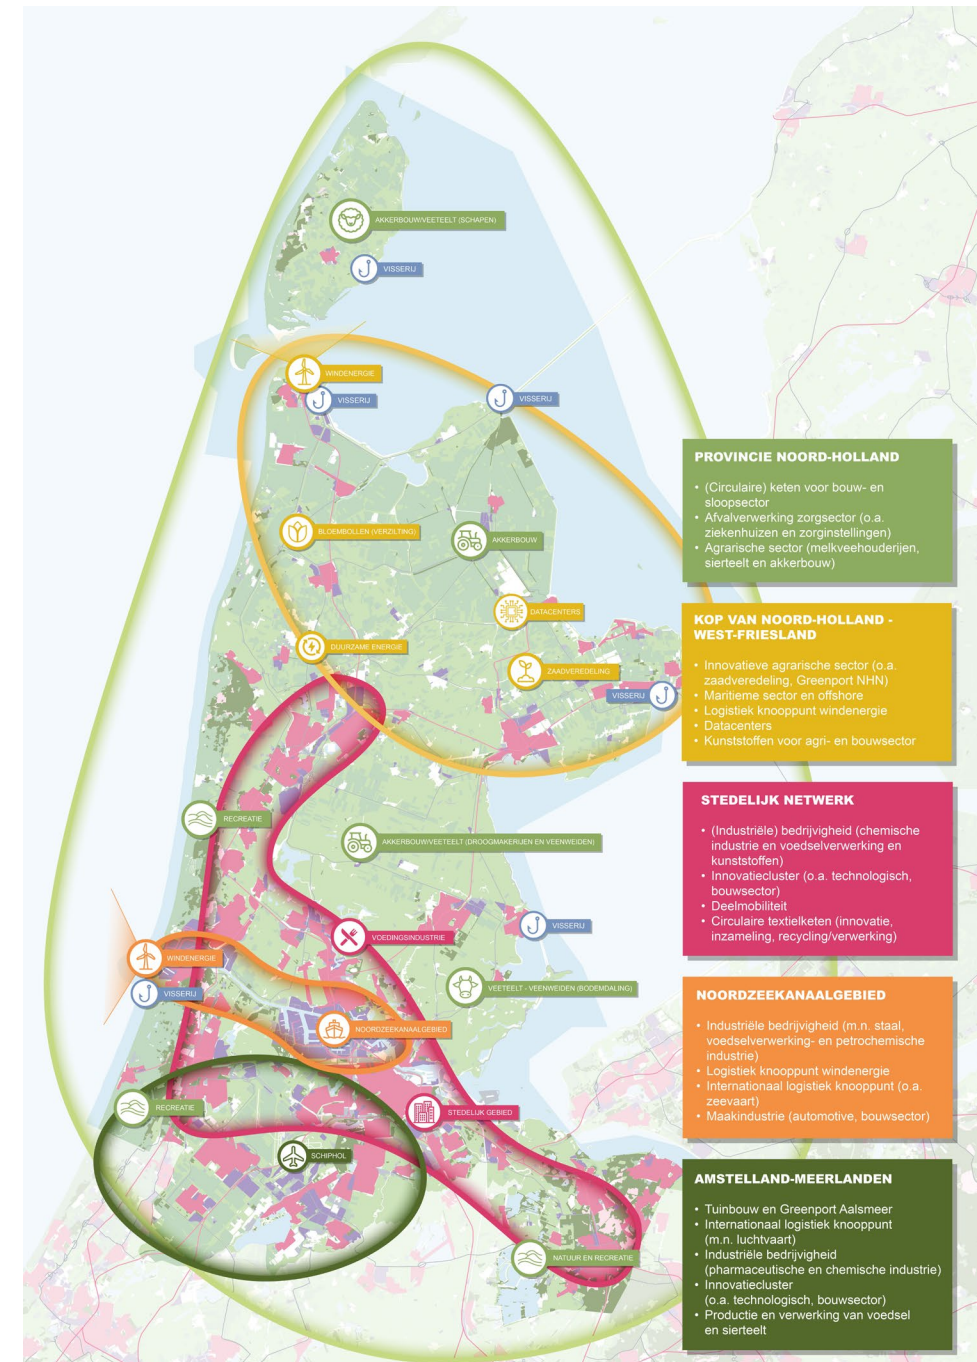 AKKERBOUW/VEETEELT (SCHAPEN)
VISSERIJ
WINDENERGIE
VISSERIJ
VISSERIJ
BLOEMBOLLEN (VERZILTING)
AKKERBOUW
DATACENTERS
DUURZAME ENERGIE
ZAADVEREDELING
VISSERIJ
RECREATIE
AKKERBOUW/VEETEELT (DROOGMAKERIJEN EN VEENWEIDEN)
VISSERIJ
VOEDINGSINDUSTRIE
WINDENERGIE
VISSERIJ
VEETEELT - VEENWEIDEN (BODEMDALING)
NOORDZEEKANAALGEBIED
RECREATIE
STEDELIJK GEBIED
SCHIPHOL
NATUUR EN RECREATIE
PROVINCIE NOORD-HOLLAND
• (Circulaire) keten voor bouw- en
sloopsector
• Afvalverwerking zorgsector (o.a.
ziekenhuizen en zorginstellingen)
• Agrarische sector (melkveehouderijen,
sierteelt en akkerbouw)
KOP VAN NOORD-HOLLAND -
WEST-FRIESLAND
• Innovatieve agrarische sector (o.a.
zaadveredeling, Greenport NHN)
• Maritieme sector en offshore
• Logistiek knooppunt windenergie
• Datacenters
• Kunststoffen voor agri- en bouwsector
STEDELIJK NETWERK
• (Industriële) bedrijvigheid (chemische
industrie en voedselverwerking en
kunststoffen)
• Innovatiecluster (o.a. technologisch,
bouwsector)
• Deelmobiliteit
• Circulaire textielketen (innovatie,
inzameling, recycling/verwerking)
NOORDZEEKANAALGEBIED
• Industriële bedrijvigheid (m.n. staal,
voedselverwerking- en petrochemische
industrie)
• Logistiek knooppunt windenergie
• Internationaal logistiek knooppunt (o.a.
zeevaart)
• Maakindustrie (automotive, bouwsector)
AMSTELLAND-MEERLANDEN
• Tuinbouw en Greenport Aalsmeer
• Internationaal logistiek knooppunt
(m.n. luchtvaart)
• Industriële bedrijvigheid
(pharmaceutische en chemische industrie)
• Innovatiecluster
(o.a. technologisch, bouwsector)
• Productie en verwerking van voedsel
en sierteelt